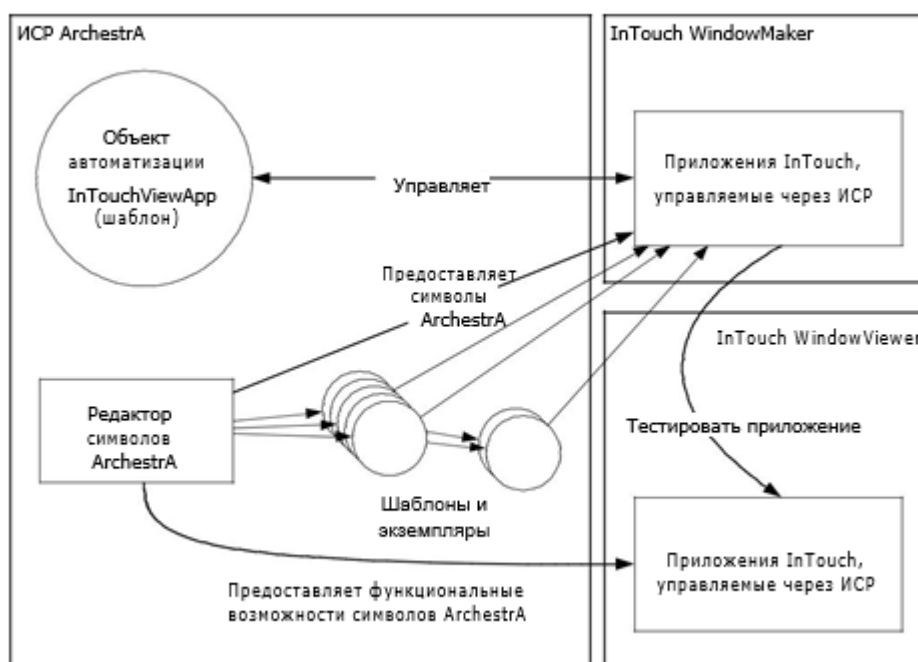 ИСР ArchestrA
InTouch WindowMaker
Объект
автоматизации
InTouchViewApp
(шаблон)
Управляет
Приложения InTouch,
управляемые через ИСР
Предоставляет
символы
ArchestrA
InTouch WindowViewer
Редактор
символов
ArchestrA
Тестировать приложение
Шаблоны и
экземпляры
Приложения InTouch,
управляемые через ИСР
Предоставляет функциональные
возможности символов ArchestrA